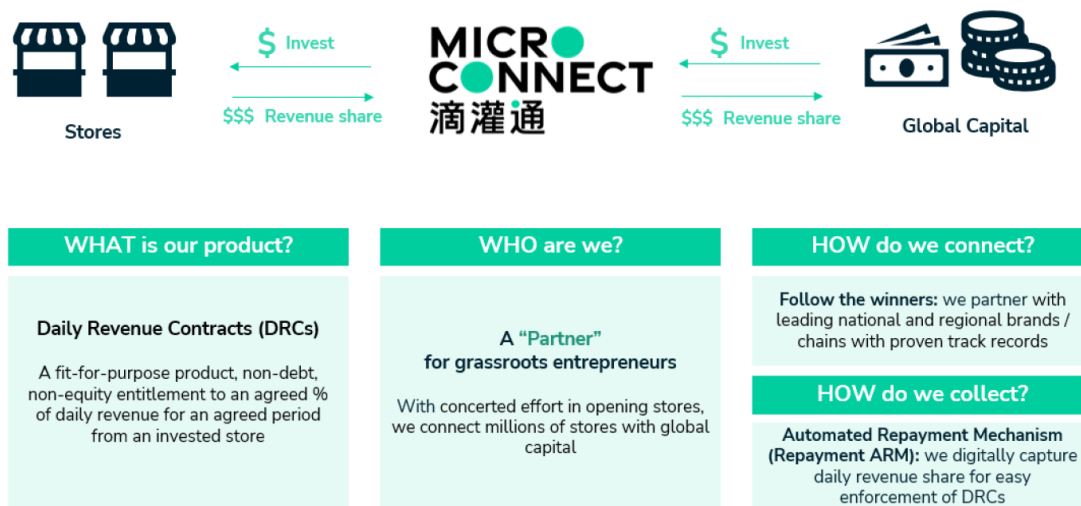 $ Invest
$$$ Revenue share
Stores
MICRO
CONNECT
滴灌通
$ Invest
$$$ Revenue share
Global Capital
WHAT is our product?
Daily Revenue Contracts (DRCs)
A fit-for-purpose product, non-debt,
non-equity entitlement to an agreed %
of daily revenue for an agreed period
from an invested store
WHO are we?
A “Partner”
for grassroots entrepreneurs
With concerted effort in opening stores,
we connect millions of stores with global
capital
HOW do we connect?
Follow the winners: we partner with
leading national and regional brands /
chains with proven track records
HOW do we collect?
Automated Repayment Mechanism
(Repayment ARM): we digitally capture
daily revenue share for easy
enforcement of DRCs